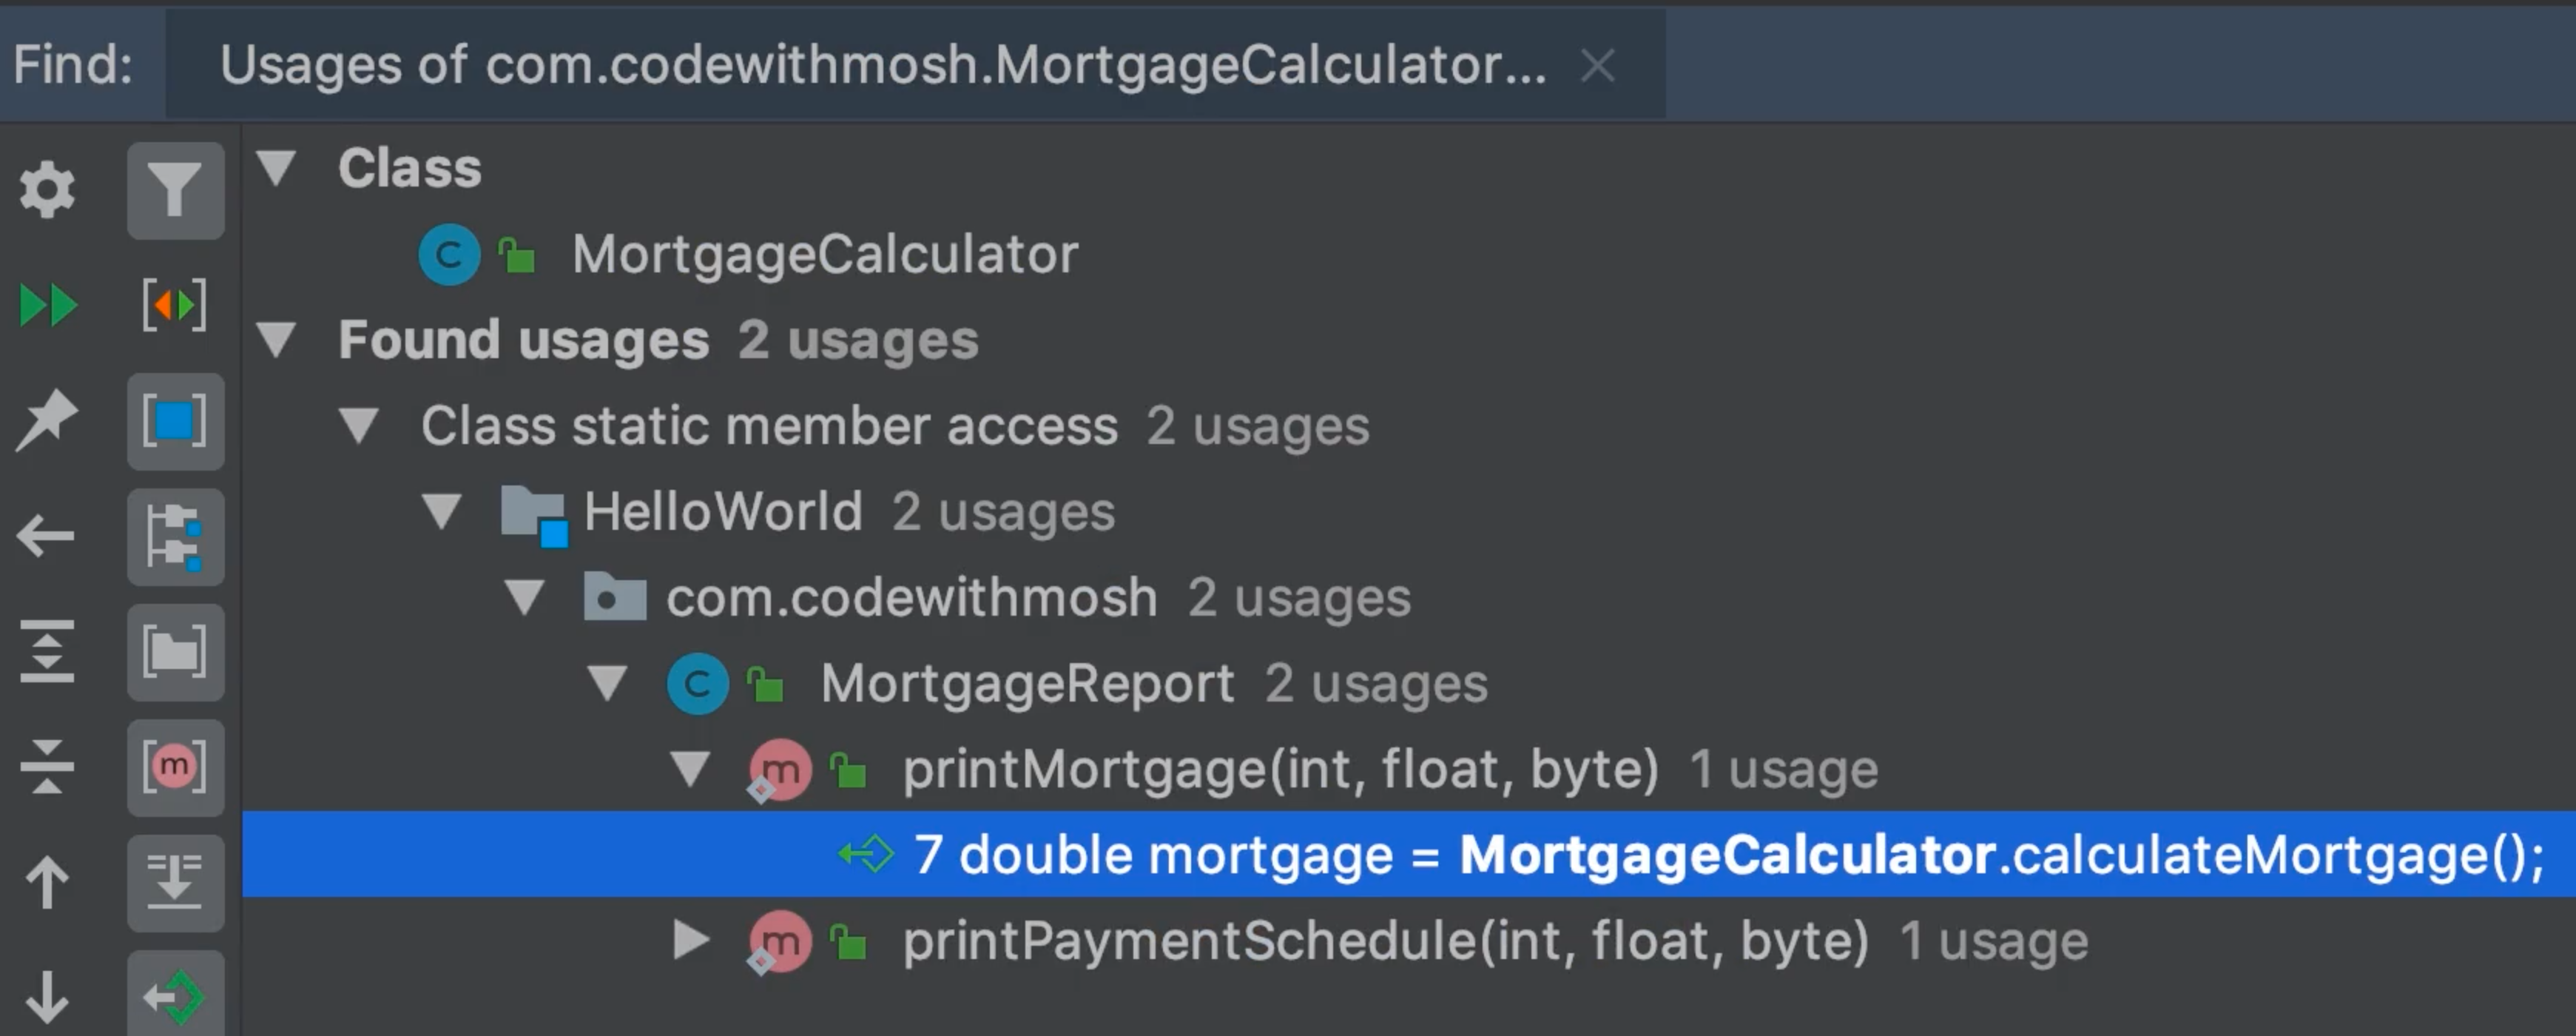 Find: Usages of com.codewithmosh.MortgageCalculator...
Class
C MortgageCalculator
Found usages 2 usages
Class static member access 2 usages
HelloWorld 2 usages
com.codewithmosh 2 usages
C MortgageReport 2 usages
m printMortgage(int, float, byte) 1 usage
m
7 double mortgage = MortgageCalculator.calculateMortgage();
m printPaymentSchedule(int, float, byte) 1 usage